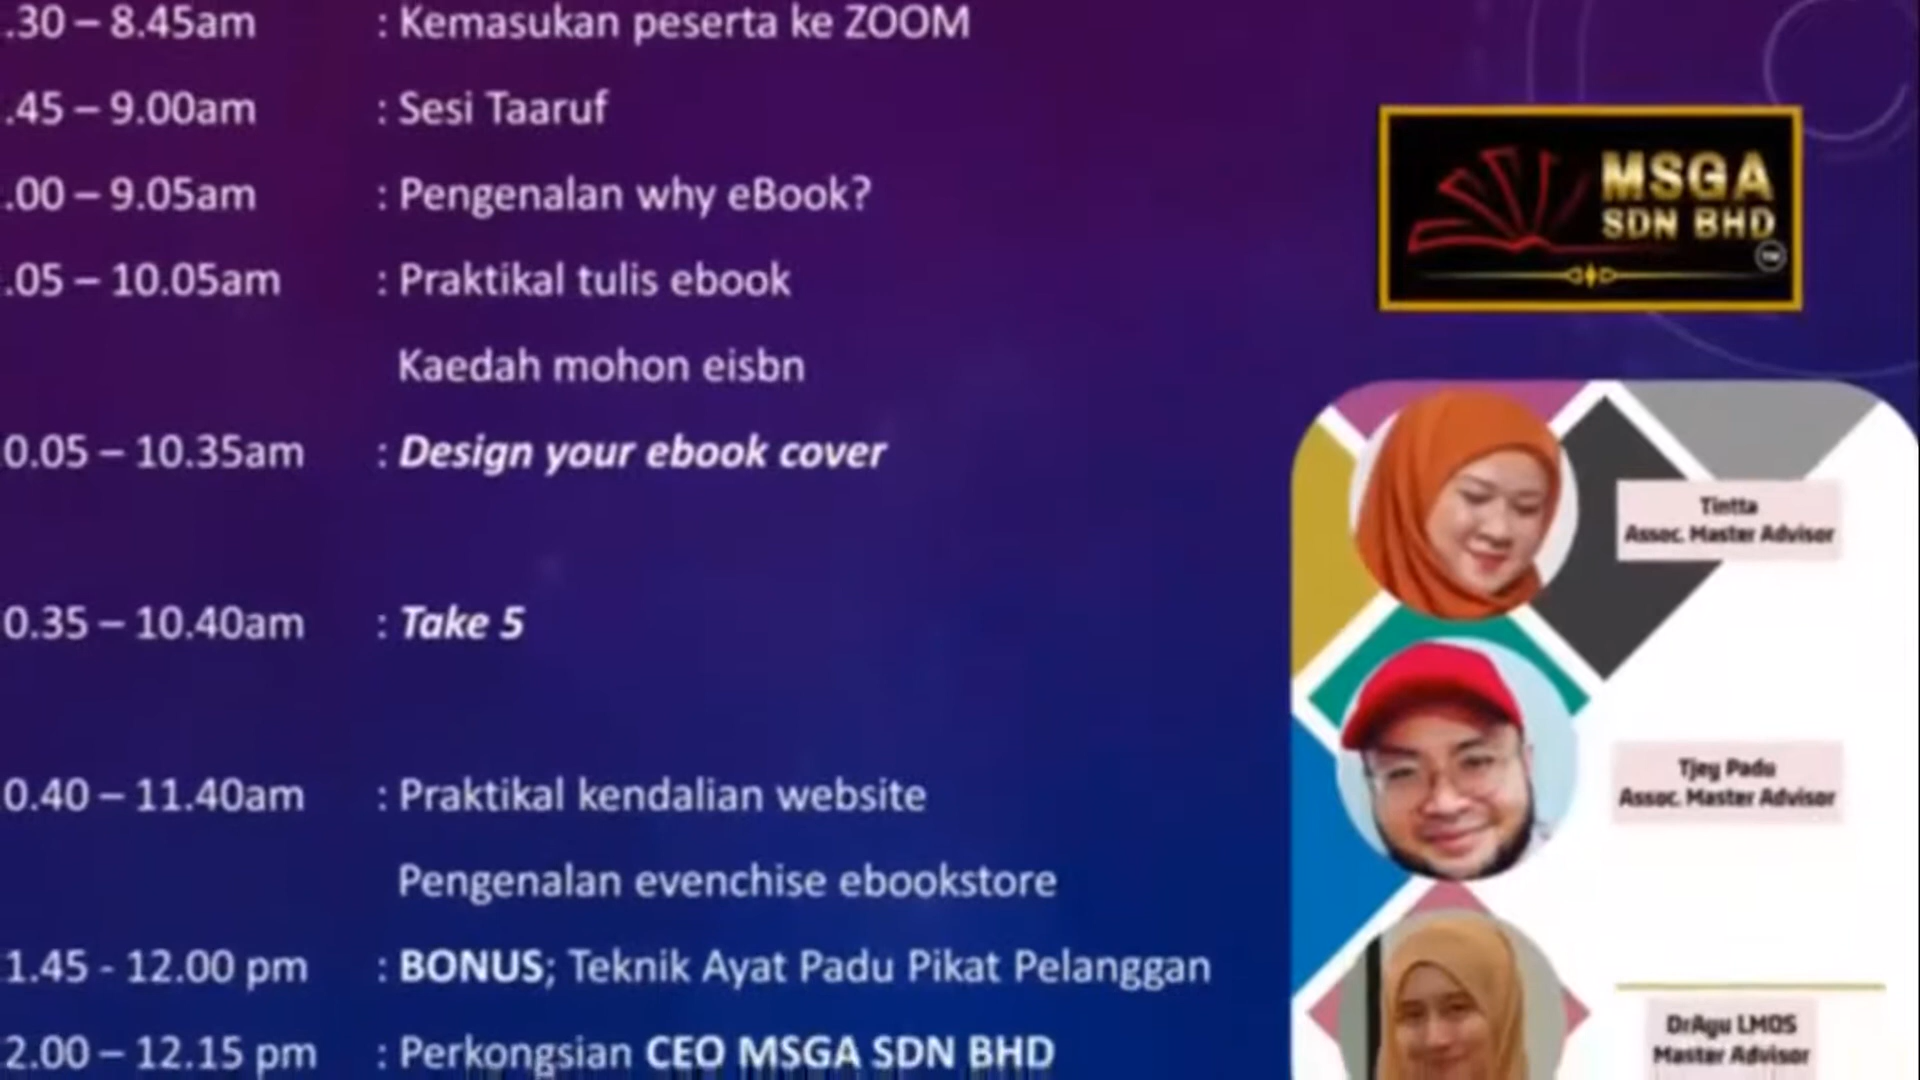 .30 – 8.45am : Kemasukan peserta ke ZOOM
.45 – 9.00am : Sesi Taaruf
.00 – 9.05am : Pengenalan why eBook?
.05 – 10.05am : Praktikal tulis ebook
Kaedah mohon eisbn
0.05 – 10.35am : Design your ebook cover
0.35 – 10.40am : Take 5
0.40 – 11.40am : Praktikal kendalian website
Pengenalan evenchise ebookstore
1.45 - 12.00 pm : BONUS; Teknik Ayat Padu Pikat Pelanggan
2.00 – 12.15 pm : Perkongsian CEO MSGA SDN BHD
MSGA
SDN BHD
TM
Tintta
Assoc. Master Advisor
Tjey Padu
Assoc. Master Advisor
DrAyu LMOS
Master Advisor